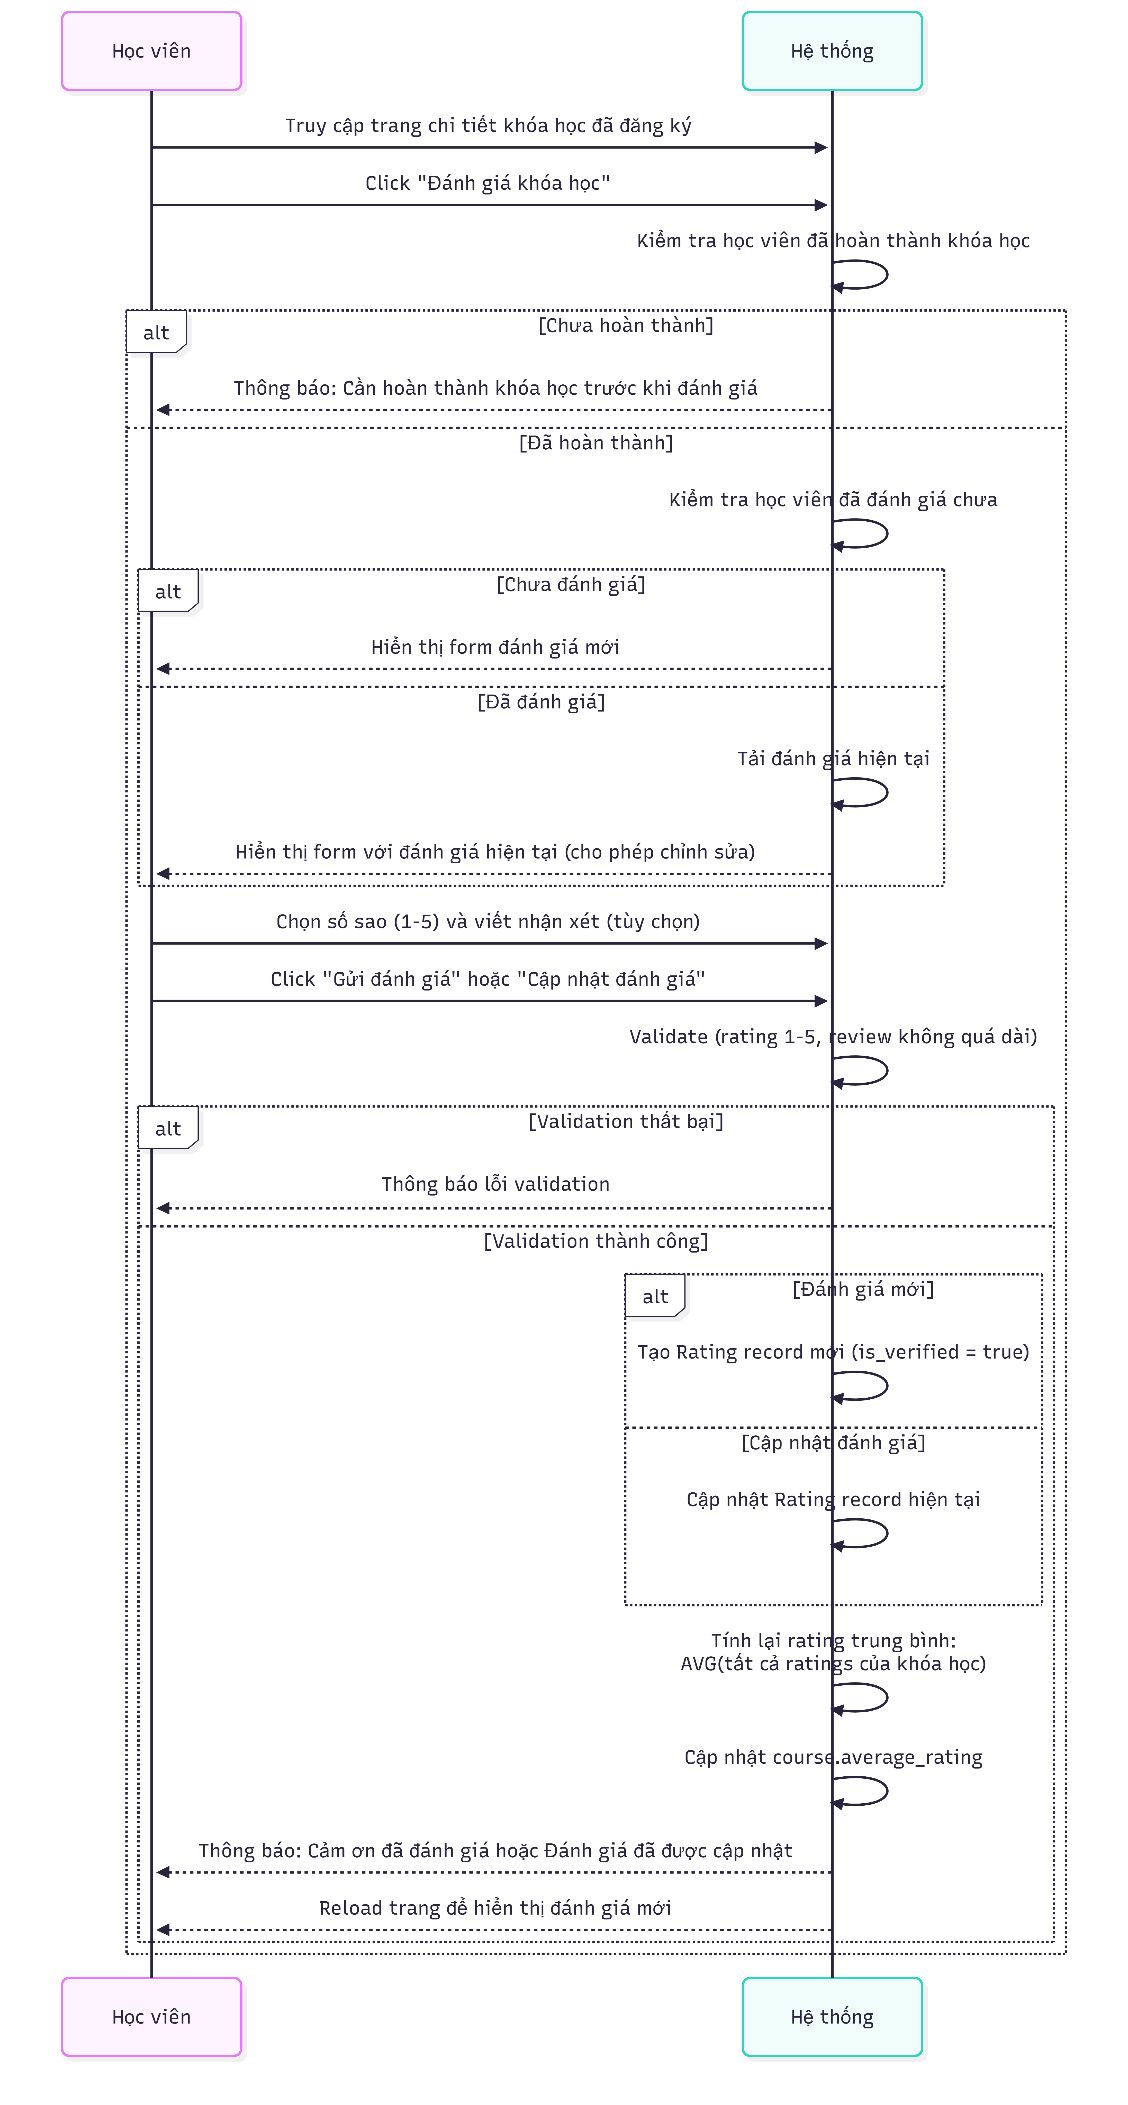 Học viên
Hệ thống
Truy cập trang chi tiết khóa học đã đăng ký
Click "Đánh giá khóa học"
Kiểm tra học viên đã hoàn thành khóa học
alt
[Chưa hoàn thành]
Thông báo: Cần hoàn thành khóa học trước khi đánh giá
[Đã hoàn thành]
Kiểm tra học viên đã đánh giá chưa
alt
[Chưa đánh giá]
Hiển thị form đánh giá mới
[Đã đánh giá]
Tải đánh giá hiện tại
Hiển thị form với đánh giá hiện tại (cho phép chỉnh sửa)
Chọn số sao (1-5) và viết nhận xét (tùy chọn)
Click "Gửi đánh giá" hoặc "Cập nhật đánh giá"
Validate (rating 1-5, review không quá dài)
alt
[Validation thất bại]
Thông báo lỗi validation
[Validation thành công]
alt
[Đánh giá mới]
Tạo Rating record mới (is_verified = true)
[Cập nhật đánh giá]
Cập nhật Rating record hiện tại
Tính lại rating trung bình:
AVG(tất cả ratings của khóa học)
Cập nhật course.average_rating
Thông báo: Cảm ơn đã đánh giá hoặc Đánh giá đã được cập nhật
Reload trang để hiển thị đánh giá mới
Học viên
Hệ thống